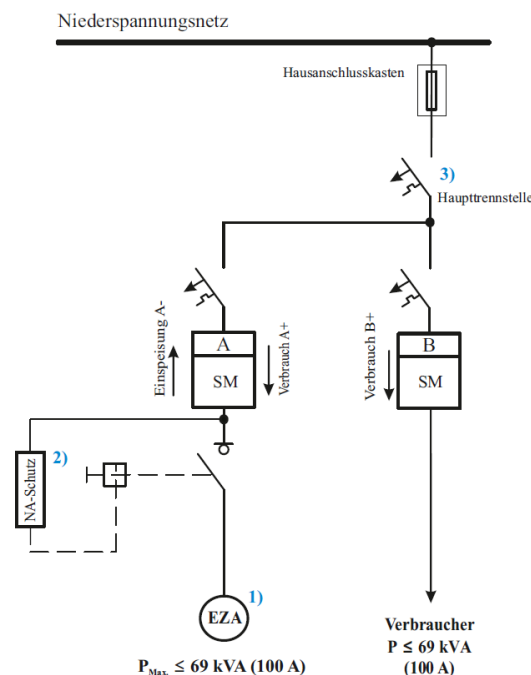 Niederspannungsnetz
Hausanschlusskasten
3)
Haupttrennstelle
Einspeisung A-
A
SM
Verbrauch A+
Verbrauch B+
B
SM
2)
NA-Schutz
1)
EZA
P Max. ≤ 69 kVA (100 A)
Verbraucher
P ≤ 69 kVA
(100 A)